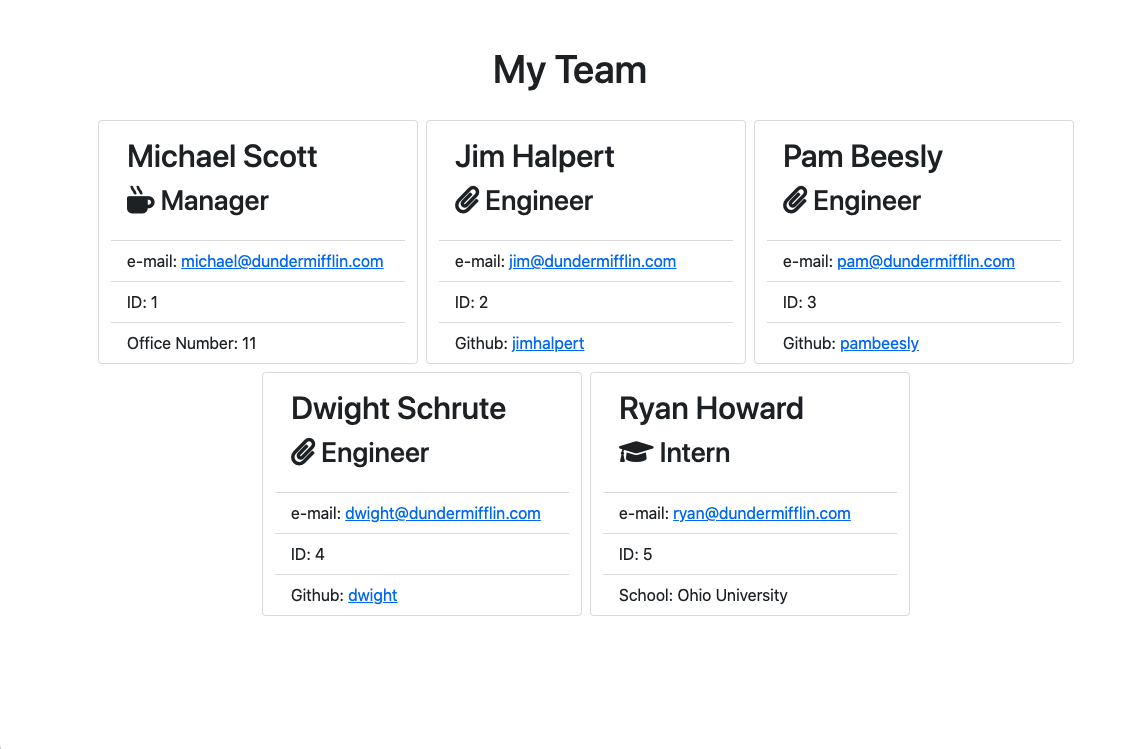 My Team
Michael Scott
Manager
e-mail: michael@dundermifflin.com
ID: 1
Office Number: 11
Jim Halpert
Engineer
e-mail: jim@dundermifflin.com
ID: 2
Github: jimhalpert
Pam Beesly
Engineer
e-mail: pam@dundermifflin.com
ID: 3
Github: pambeesly
Dwight Schrute
Engineer
e-mail: dwight@dundermifflin.com
ID: 4
Github: dwight
Ryan Howard
Intern
e-mail: ryan@dundermifflin.com
ID: 5
School: Ohio University